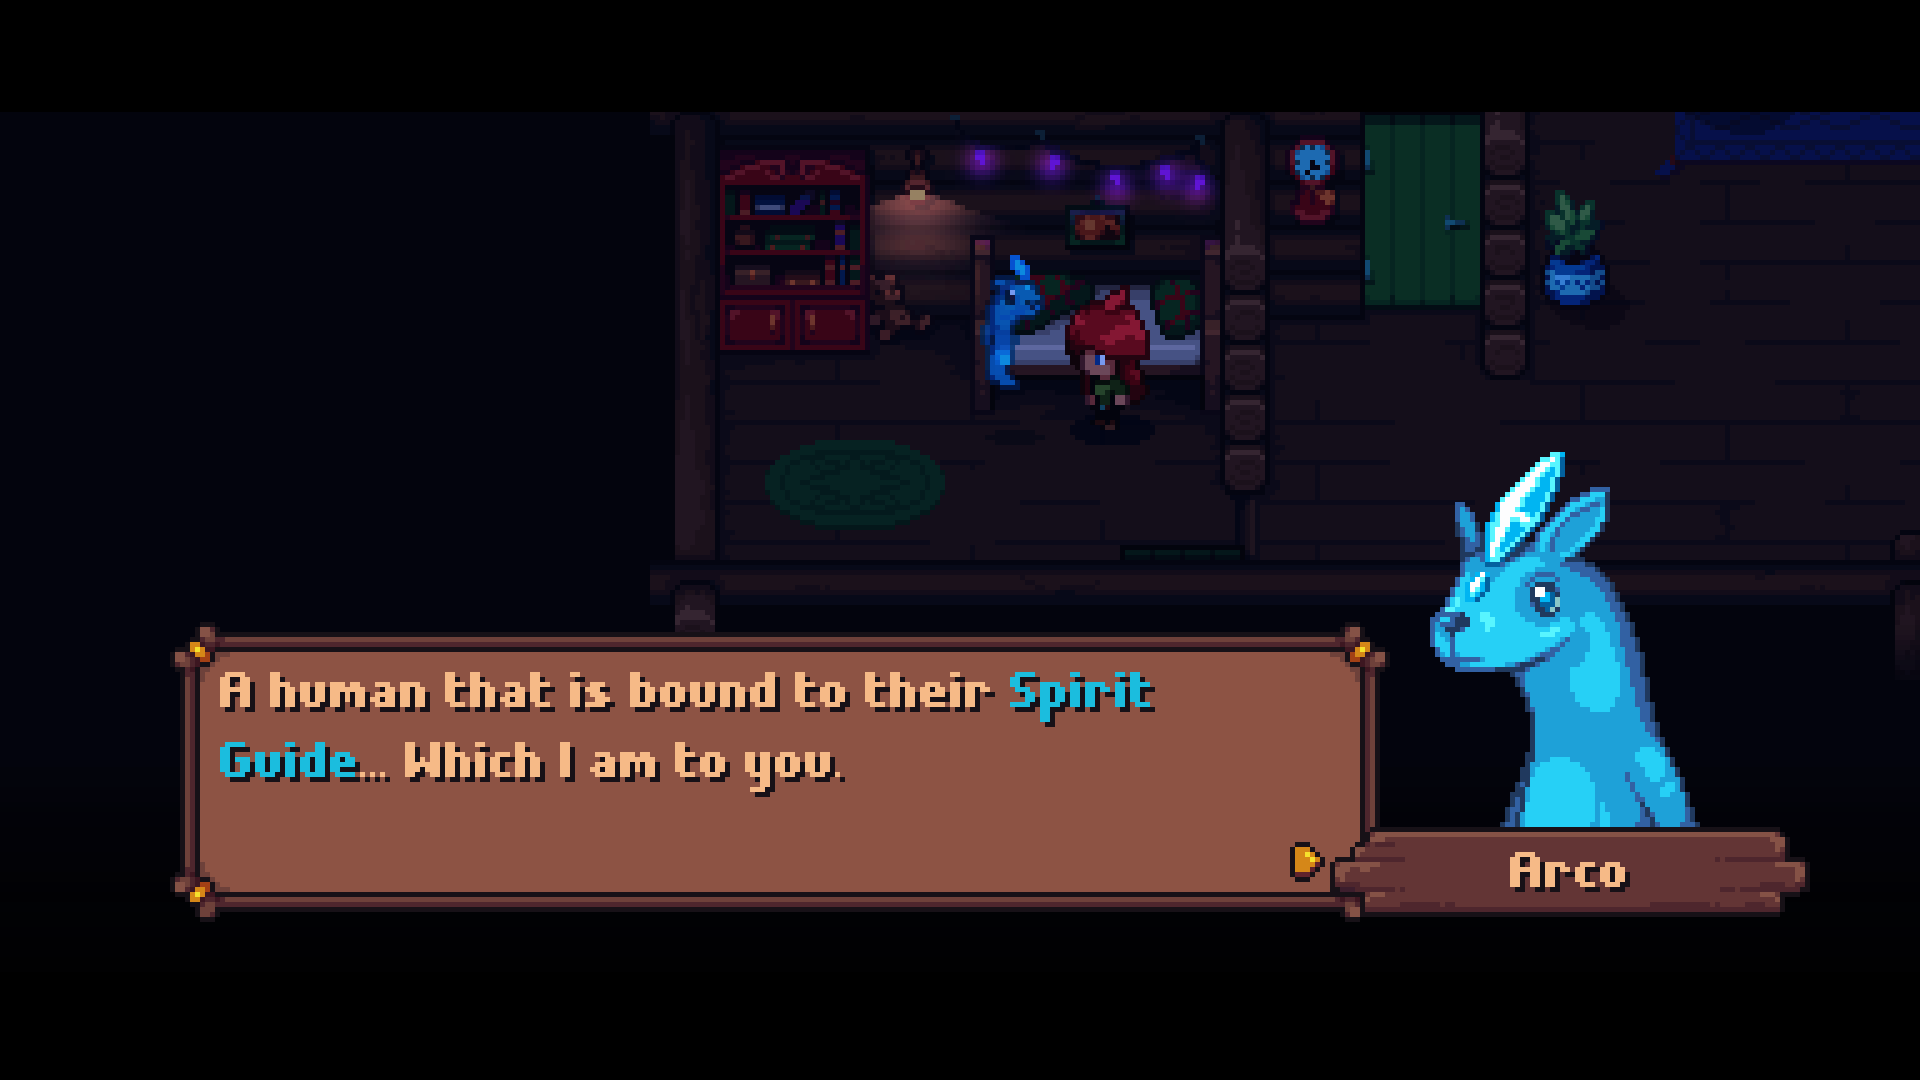 A human that is bound to their Spirit
Guide... Which I am to you.
Arco